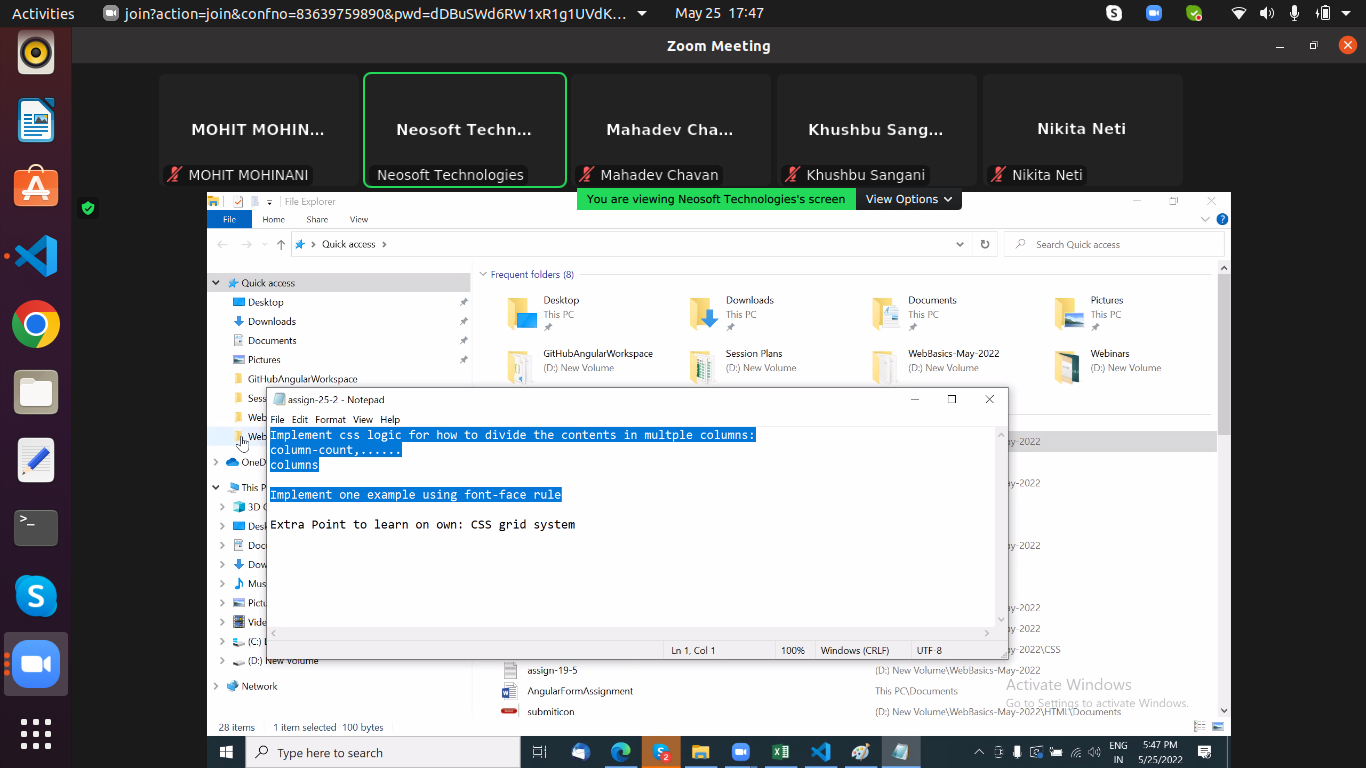 Activities
join?action=join&confno=83639759890&pwd=dDBuSWd6RW1xR1g1UVdK...
May 25 17:47
Zoom Meeting
MOHIT MOHIN...
Neosoft Techn...
Mahadev Cha...
Khushbu Sang...
Nikita Neti
MOHIT MOHINANI
Neosoft Technologies
Mahadev Chavan
Khushbu Sangani
Nikita Neti
File Explorer
You are viewing Neosoft Technologies's screen
View Options
File
Home
Share
View
Quick access
Search Quick access
Quick access
Desktop
Downloads
Documents
Pictures
GitHubAngularWorkspace
Sess
Web
Web
OneD
This P
3D C
Desk
Docu
Dow
Mus
Pictu
Vide
(C:) L
(D:) New Volume
Network
Frequent folders (8)
Desktop
This PC
Downloads
This PC
Documents
This PC
Pictures
This PC
GitHubAngularWorkspace
(D:) New Volume
Session Plans
(D:) New Volume
WebBasics-May-2022
(D:) New Volume
Webinars
(D:) New Volume
assign-25-2 - Notepad
File Edit Format View Help
Implement css logic for how to divide the contents in multple columns:
column-count,......
columns
Implement one example using font-face rule
Extra Point to learn on own: CSS grid system
Ln 1, Col 1
100%
Windows (CRLF)
UTF-8
ay-2022
ay-2022
ay-2022
ay-2022
ay-2022
ay-2022\CSS
assign-19-5
(D:) New Volume\WebBasics-May-2022
AngularFormAssignment
This PC\Documents
submiticon
(D:) New Volume\WebBasics-May-2022\HTML\Documents
Activate Windows
Go to Settings to activate Windows.
28 items
1 item selected 100 bytes
Type here to search
2
ENG
IN
5:47 PM
5/25/2022